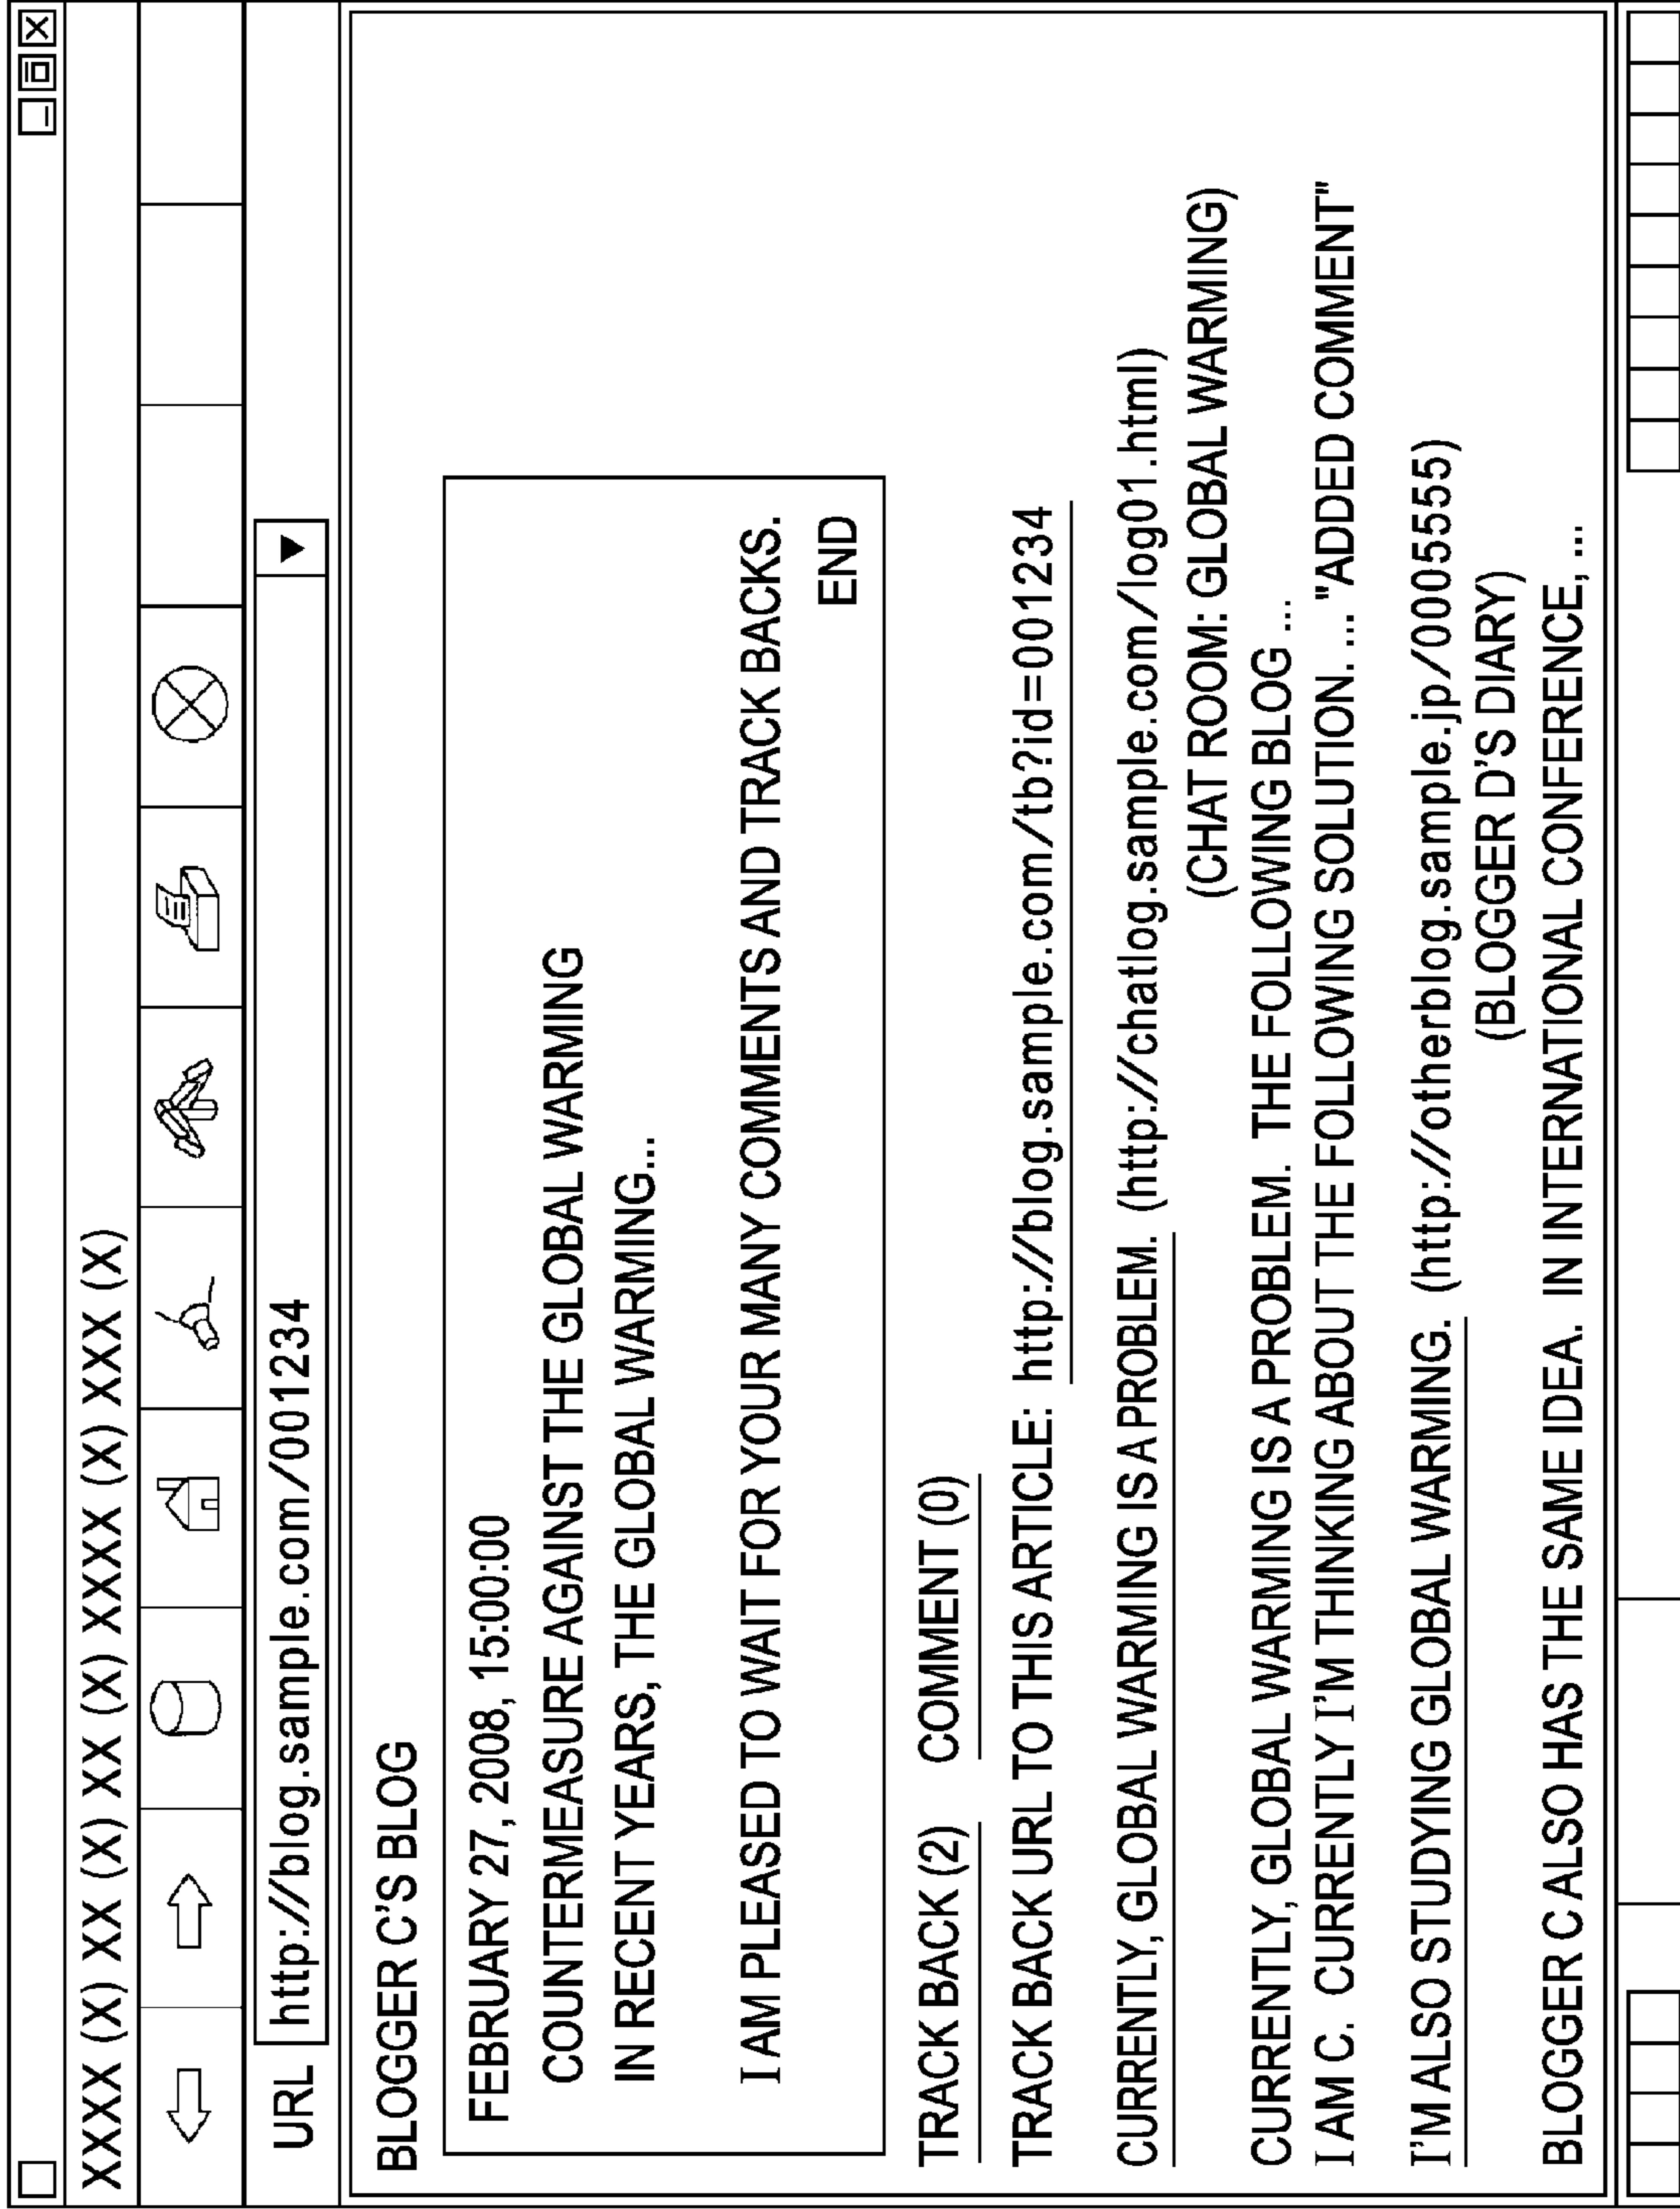 XXXX (X) XX (X) XX (X) XXXX (X) XXX (X)
URL http://blog.sample.com/001234
BLOGGER C'S BLOG
FEBRUARY 27, 2008, 15:00:00
COUNTERMEASURE AGAINST THE GLOBAL WARMING
IN RECENT YEARS, THE GLOBAL WARMING...
I AM PLEASED TO WAIT FOR YOUR MANY COMMENTS AND TRACK BACKS.
END
TRACK BACK (2) COMMENT (0)
TRACK BACK URL TO THIS ARTICLE: http://blog.sample.com/tb?id=001234
CURRENTLY, GLOBAL WARMING IS A PROBLEM. (http://chatlog.sample.com/log01.html)
(CHAT ROOM: GLOBAL WARMING)
CURRENTLY, GLOBAL WARMING IS A PROBLEM. THE FOLLOWING BLOG ...
I AM C. CURRENTLY I'M THINKING ABOUT THE FOLLOWING SOLUTION. ... "ADDED COMMENT"
I'M ALSO STUDYING GLOBAL WARMING. (http://otherblog.sample.jp/005555)
(BLOGGER D'S DIARY)
BLOGGER C ALSO HAS THE SAME IDEA. IN INTERNATIONAL CONFERENCE, ...